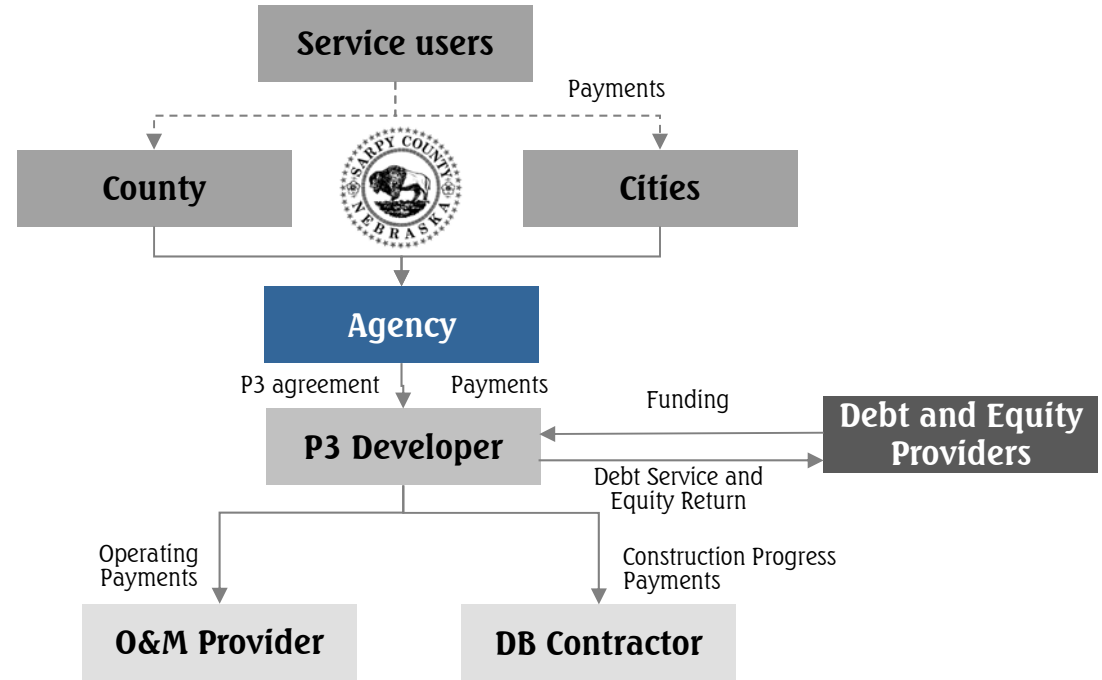 Service users
Payments
County
SARPY COUNTY
NEBRASKA
Cities
Agency
P3 agreement
Payments
Funding
P3 Developer
Debt and Equity
Providers
Debt Service and
Equity Return
Operating
Payments
Construction Progress
Payments
O&M Provider
DB Contractor